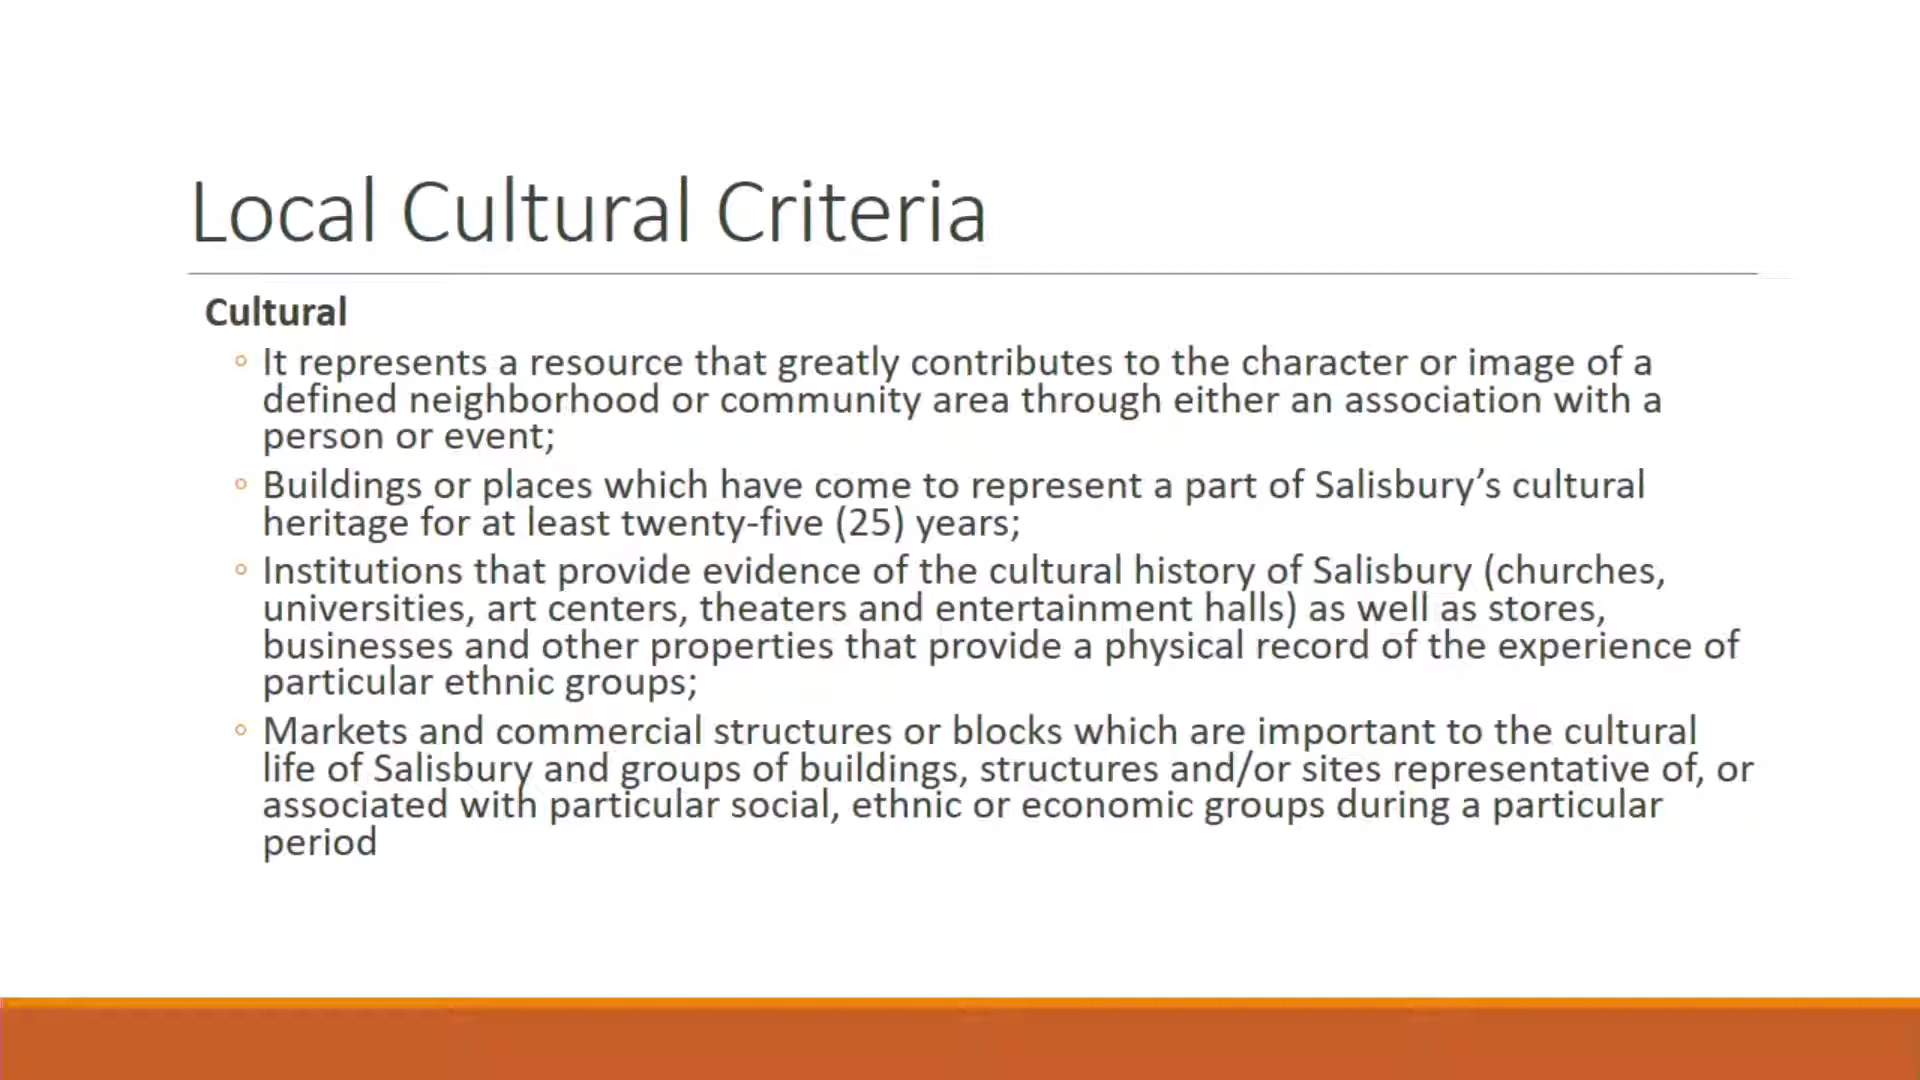 Local Cultural Criteria
Cultural
◦ It represents a resource that greatly contributes to the character or image of a
defined neighborhood or community area through either an association with a
person or event;
◦ Buildings or places which have come to represent a part of Salisbury’s cultural
heritage for at least twenty-five (25) years;
◦ Institutions that provide evidence of the cultural history of Salisbury (churches,
universities, art centers, theaters and entertainment halls) as well as stores,
businesses and other properties that provide a physical record of the experience of
particular ethnic groups;
◦ Markets and commercial structures or blocks which are important to the cultural
life of Salisbury and groups of buildings, structures and/or sites representative of, or
associated with particular social, ethnic or economic groups during a particular
period